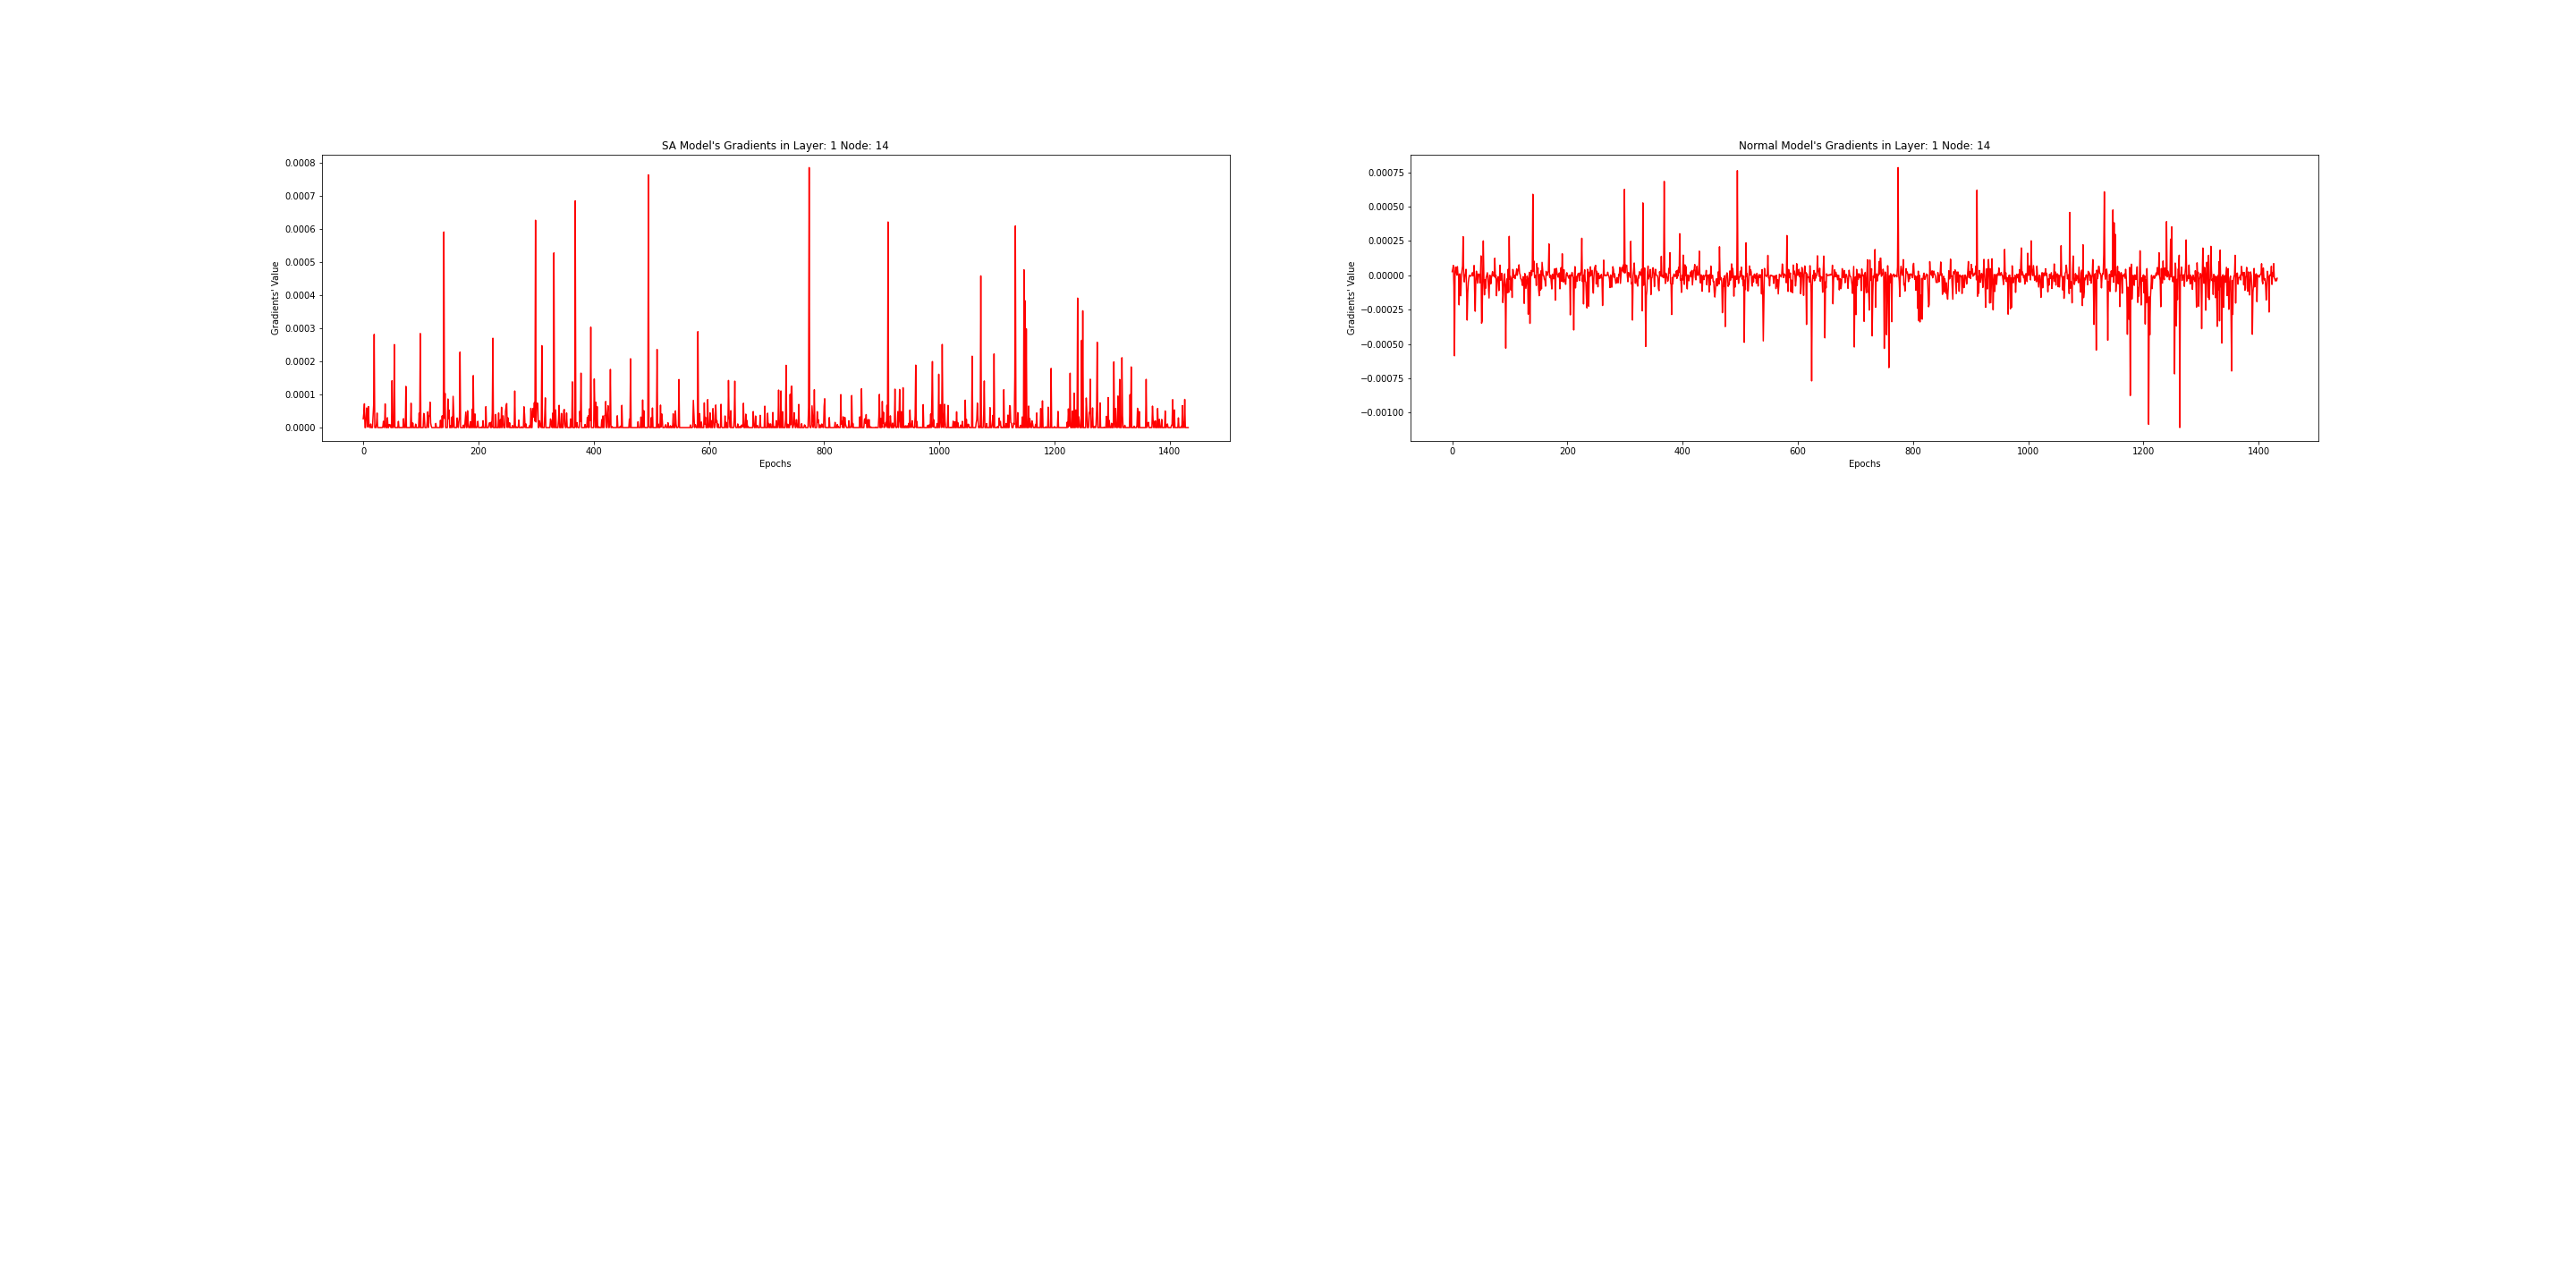 SA Model's Gradients in Layer: 1 Node: 14
0.0008
0.0007
0.0006
0.0005
0.0004
0.0003
0.0002
0.0001
0.0000
Gradients' Value
0 200 400 600 800 1000 1200 1400
Epochs
Normal Model's Gradients in Layer: 1 Node: 14
0.00075
0.00050
0.00025
0.00000
−0.00025
−0.00050
−0.00075
−0.00100
Gradients' Value
0 200 400 600 800 1000 1200 1400
Epochs